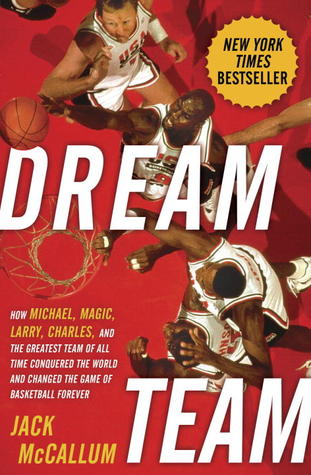 NEW YORK
TIMES
BESTSELLER
USA
DREAM
HOW MICHAEL, MAGIC,
LARRY, CHARLES, AND
THE GREATEST TEAM OF ALL
TIME CONQUERED THE WORLD
AND CHANGED THE GAME OF
BASKETBALL FOREVER
JACK
McCALLUM
TEAM